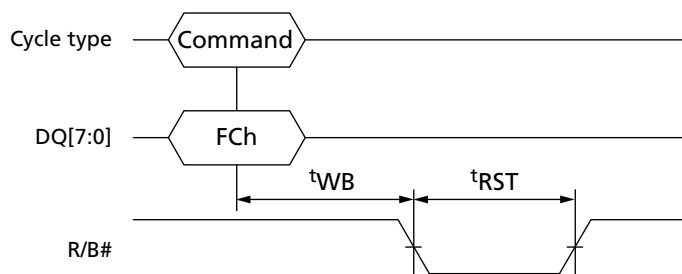 Cycle type
Command
DQ[7:0]
FCh
tWB
tRST
R/B#